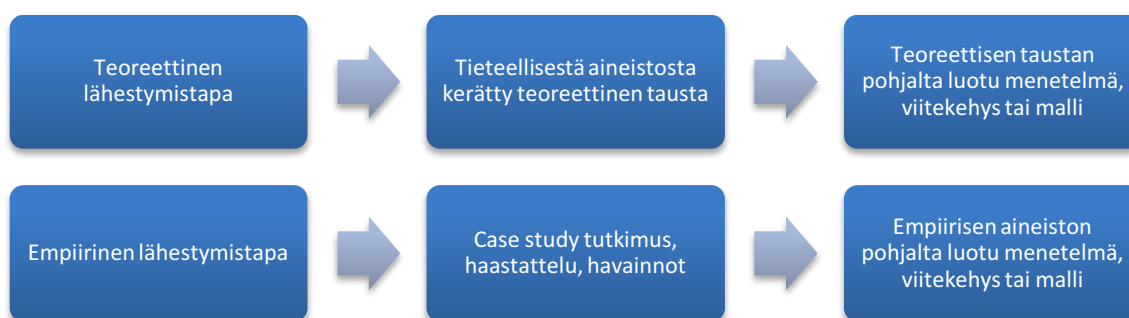 Teoreettinen
lähestymistapa
Tieteellisestä aineistosta
kerätty teoreettinen tausta
Teoreettisen taustan
pohjalta luotu menetelmä,
viitekehys tai malli
Empiirinen lähestymistapa
Case study tutkimus,
haastattelu, havainnot
Empiirisen aineiston
pohjalta luotu menetelmä,
viitekehys tai malli